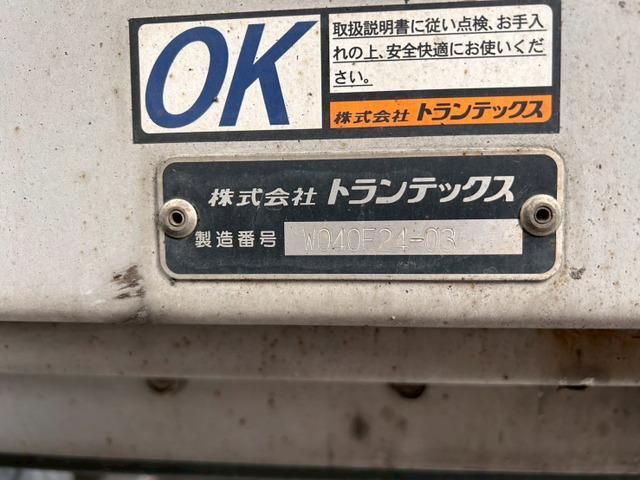 OK
取扱説明書に従い点検、お手入
れの上、安全快適にお使いくだ
さい。
株式会社 トランテックス
株式会社 トランテックス
製造番号 W040F24-03